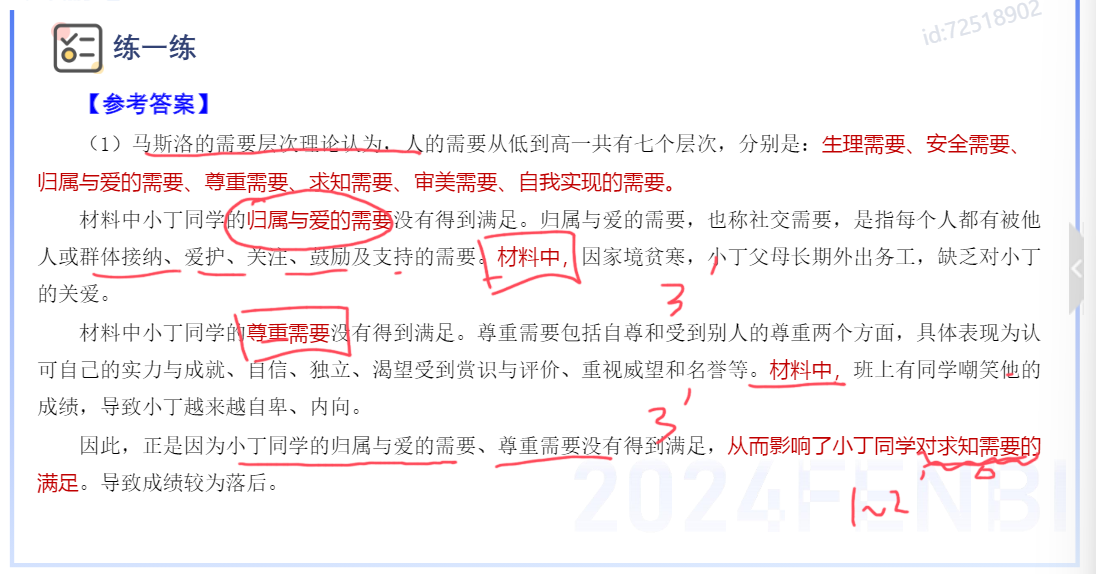 id:72518902
练一练
【参考答案】
（1）马斯洛的需要层次理论认为，人的需要从低到高一共有七个层次，分别是：生理需要、安全需要、
归属与爱的需要、尊重需要、求知需要、审美需要、自我实现的需要。
材料中小丁同学的归属与爱的需要没有得到满足。归属与爱的需要，也称社交需要，是指每个人都有被他
人或群体接纳、爱护、关注、鼓励及支持的需要。材料中，因家境贫寒，小丁父母长期外出务工，缺乏对小丁
的关爱。
3'
材料中小丁同学的尊重需要没有得到满足。尊重需要包括自尊和受到别人的尊重两个方面，具体表现为认
可自己的实力与成就、自信、独立、渴望受到赏识与评价、重视威望和名誉等。材料中，班上有同学嘲笑他的
成绩，导致小丁越来越自卑、内向。
3'
因此，正是因为小丁同学的归属与爱的需要、尊重需要没有得到满足，从而影响了小丁同学对求知需要的
满足。导致成绩较为落后。
1~2
2024FENBI